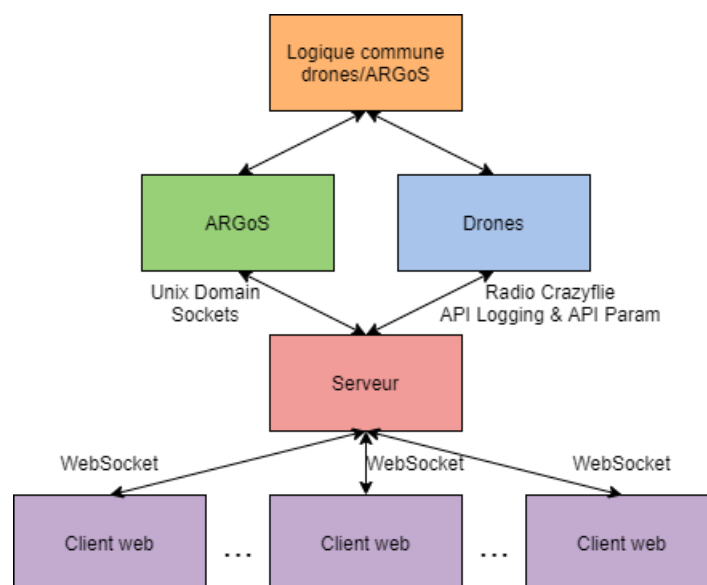 Logique commune
drones/ARGoS
ARGoS
Drones
Unix Domain
Sockets
Radio Crazyflie
API Logging & API Param
Serveur
WebSocket
WebSocket
WebSocket
Client web
...
Client web
...
Client web